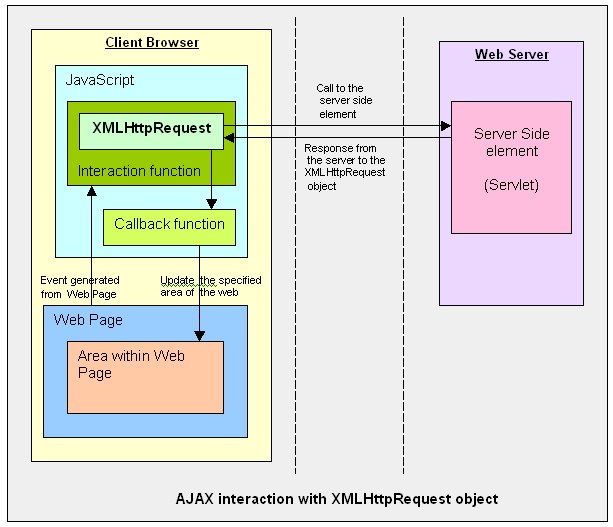 Client Browser
Web Server
JavaScript
XMLHttpRequest
Interaction function
Callback function
Call to the
server side
element
Response from
the server to the
XMLHttpRequest
object
Server Side
element
(Servlet)
Event generated
from Web Page
Update the specified
area of the web
Web Page
Area within Web
Page
AJAX interaction with XMLHttpRequest object